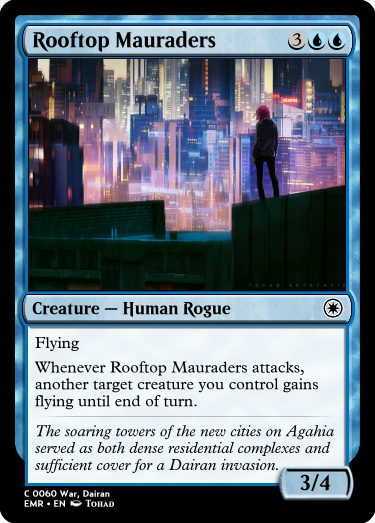 Rooftop Mauraders 3
Creature — Human Rogue
Flying
Whenever Rooftop Mauraders attacks,
another target creature you control gains
flying until end of turn.
The soaring towers of the new cities on Agahia
served as both dense residential complexes and
sufficient cover for a Dairan invasion.
3/4
C 0060 War, Dairan
EMR • EN Tohad